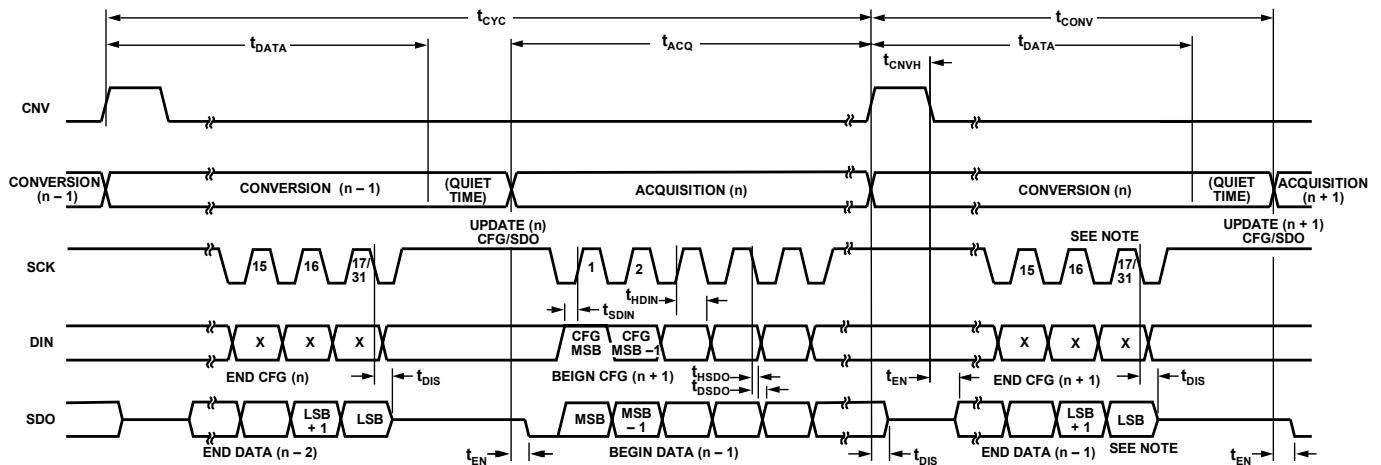 tCYC
tCONV
tDATA
tACQ
tDATA
tCNVH
CNV
CONVERSION (n – 1)
CONVERSION (n – 1)
(QUIET TIME)
ACQUISITION (n)
CONVERSION (n)
(QUIET TIME)
ACQUISITION (n + 1)
UPDATE (n) CFG/SDO
SEE NOTE
UPDATE (n + 1) CFG/SDO
SCK
15
16
17/31
1
2
15
16
17/31
tHDIN
tSDIN
DIN
X
X
X
CFG MSB
CFG MSB –1
X
X
X
END CFG (n)
tDIS
BEIGN CFG (n + 1)
tHSDO
tDSDO
tEN
END CFG (n + 1)
tDIS
SDO
LSB + 1
LSB
MSB
MSB – 1
LSB + 1
LSB
END DATA (n – 2)
tEN
BEGIN DATA (n – 1)
tDIS
END DATA (n – 1)
SEE NOTE
tEN